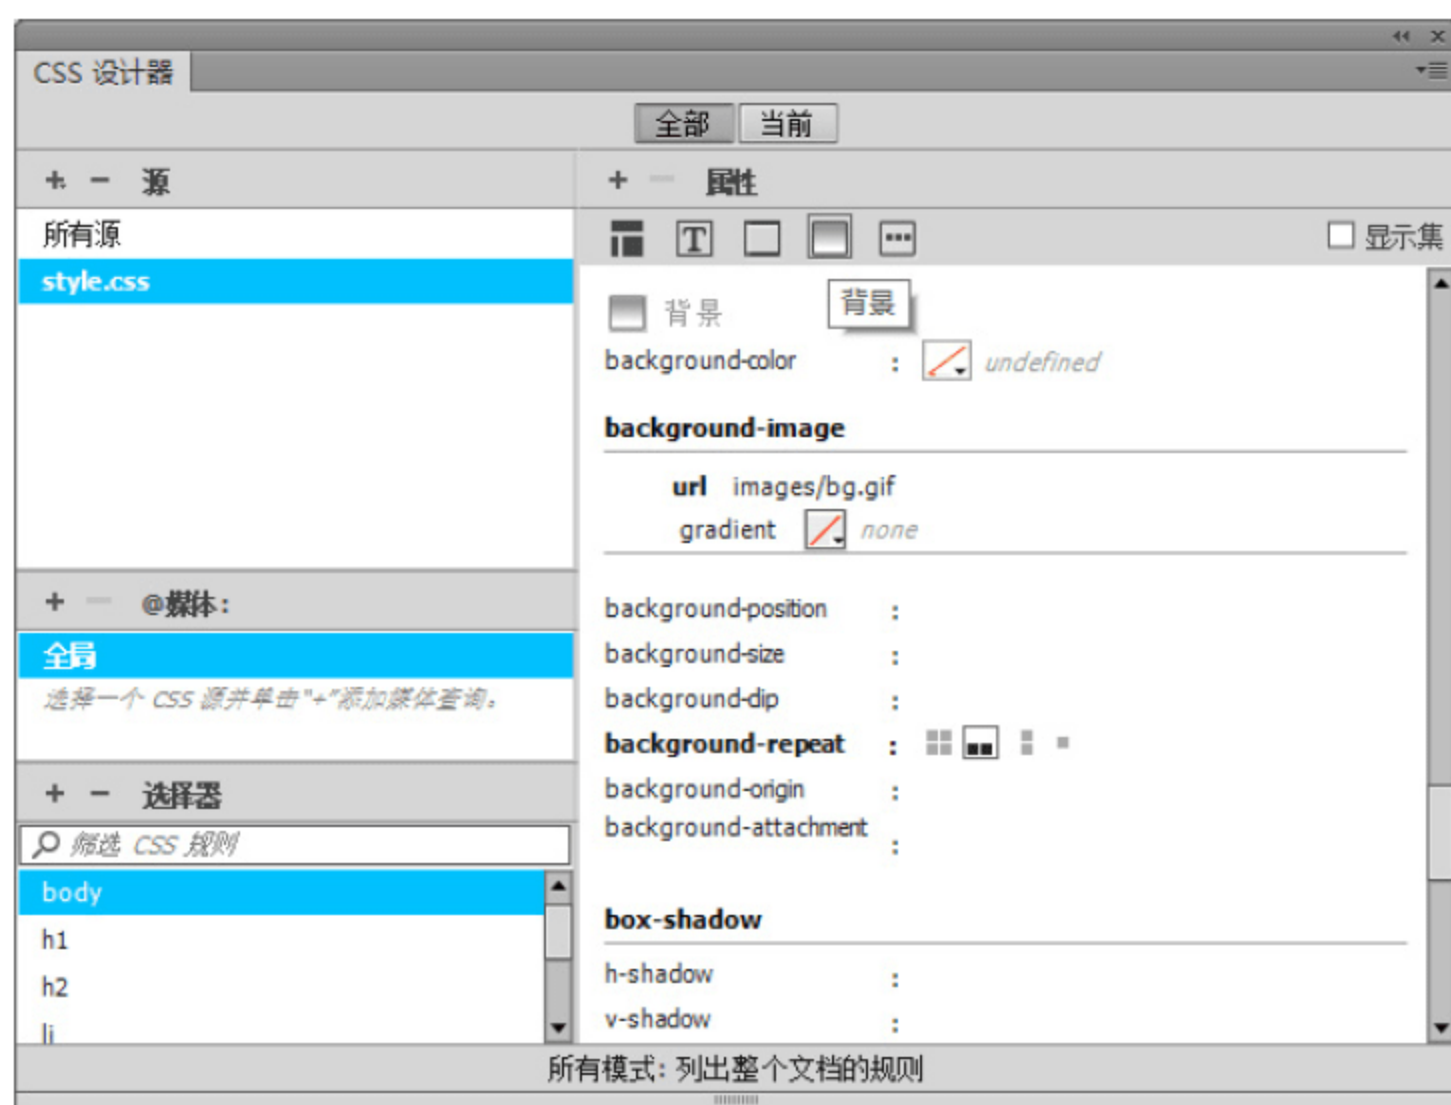 CSS 设计器
全部 当前
+ - 源
所有源
style.css
+ - @媒体:
全局
选择一个 CSS 源并单击"+"添加媒体查询。
+ - 选择器
筛选 CSS 规则
body
h1
h2
li
+ - 属性
T
显示集
背景
背景
background-color : undefined
background-image
url images/bg.gif
gradient none
background-position :
background-size :
background-clip :
background-repeat :
background-origin :
background-attachment :
box-shadow
h-shadow :
v-shadow :
所有模式: 列出整个文档的规则